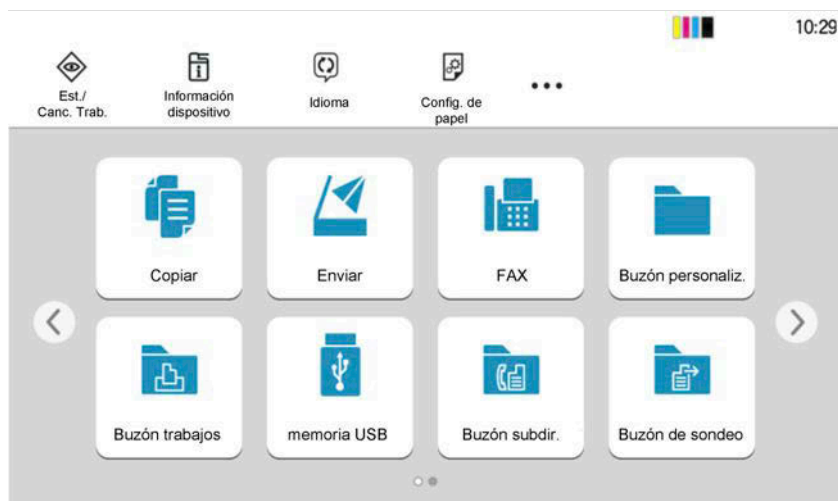 10:29
Est./
Canc. Trab.
Información
dispositivo
Idioma
Config. de
papel
Copiar
Enviar
FAX
Buzón personaliz.
Buzón trabajos
memoria USB
Buzón subdir.
Buzón de sondeo